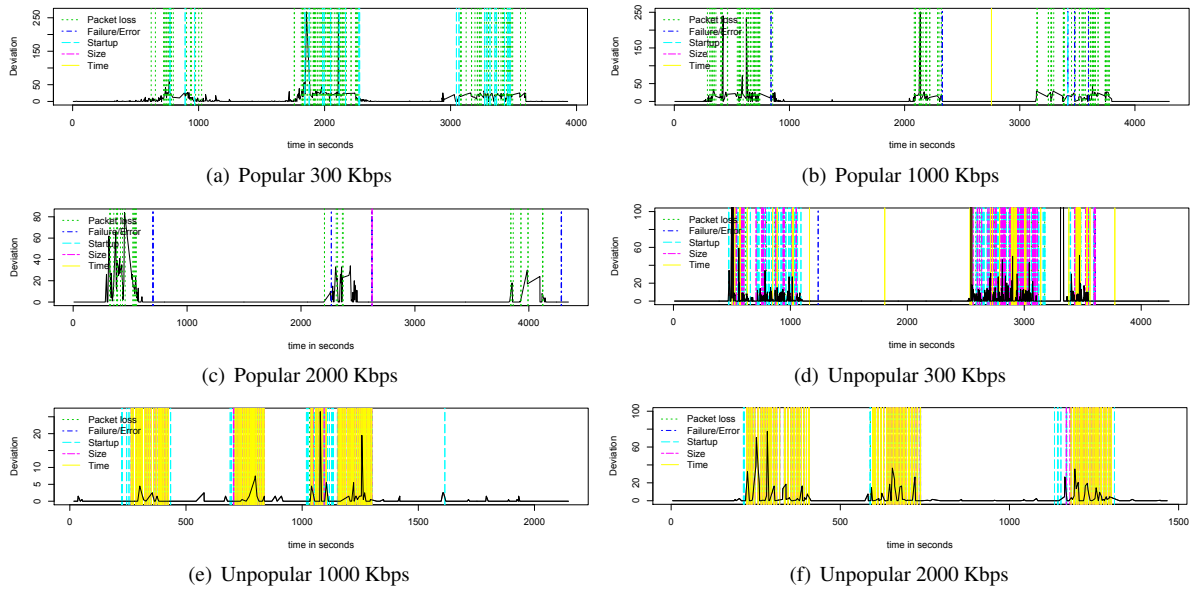 Deviation
0 50 100 150 200 250
Packet loss
Failure/Error
Startup
Size
Time
0 1000 2000 3000 4000
time in seconds
(a) Popular 300 Kbps
Deviation
0 50 100 150 200 250
Packet loss
Failure/Error
Startup
Size
Time
0 1000 2000 3000 4000
time in seconds
(b) Popular 1000 Kbps
Deviation
0 20 40 60 80
Packet loss
Failure/Error
Startup
Size
Time
0 1000 2000 3000 4000
time in seconds
(c) Popular 2000 Kbps
Deviation
0 20 40 60 80 100
Packet loss
Failure/Error
Startup
Size
Time
0 1000 2000 3000 4000
time in seconds
(d) Unpopular 300 Kbps
Deviation
0 5 10 15 20
Packet loss
Failure/Error
Startup
Size
Time
0 500 1000 1500 2000
time in seconds
(e) Unpopular 1000 Kbps
Deviation
0 20 40 60 80 100
Packet loss
Failure/Error
Startup
Size
Time
0 500 1000 1500
time in seconds
(f) Unpopular 2000 Kbps